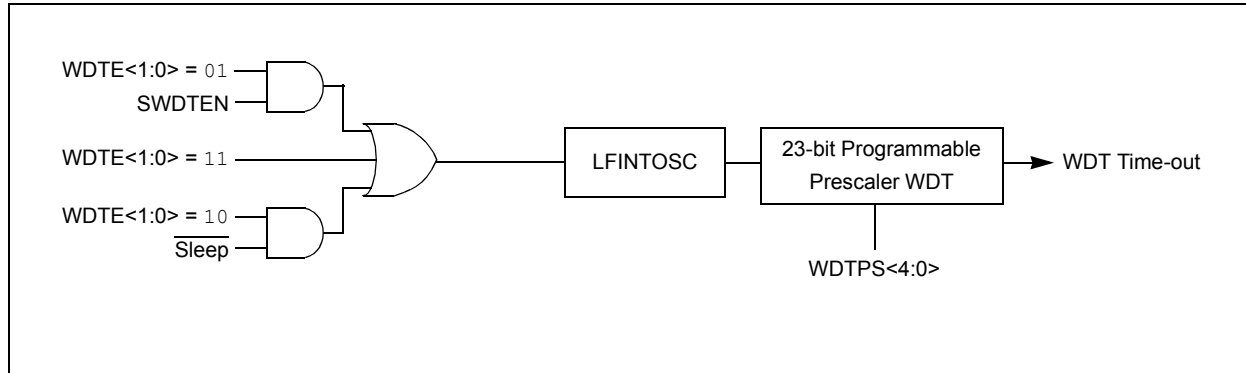 WDTE<1:0> = 01
SWDTEN
WDTE<1:0> = 11
WDTE<1:0> = 10
Sleep
LFINTOSC
23-bit Programmable
Prescaler WDT
WDT Time-out
WDTPS<4:0>